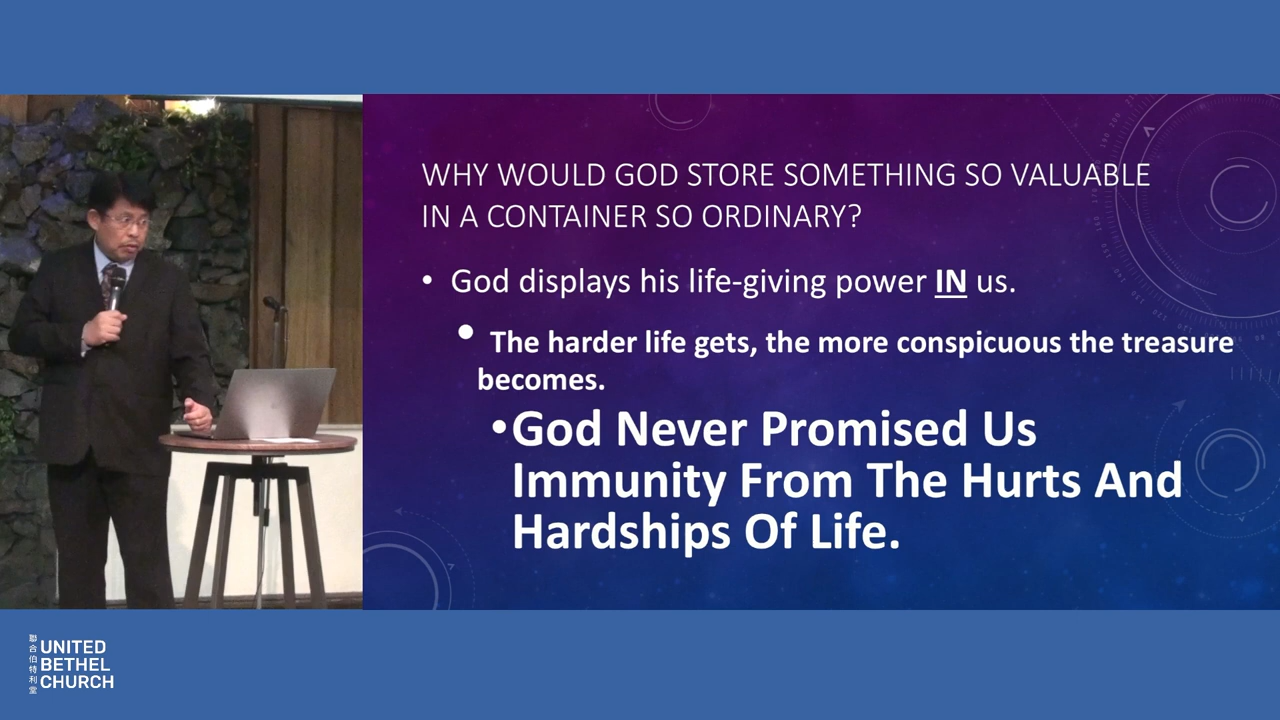 WHY WOULD GOD STORE SOMETHING SO VALUABLE
IN A CONTAINER SO ORDINARY?
• God displays his life-giving power IN us.
• The harder life gets, the more conspicuous the treasure
becomes.
•God Never Promised Us
Immunity From The Hurts And
Hardships Of Life.
聯合伯特利堂
UNITED
BETHEL
CHURCH